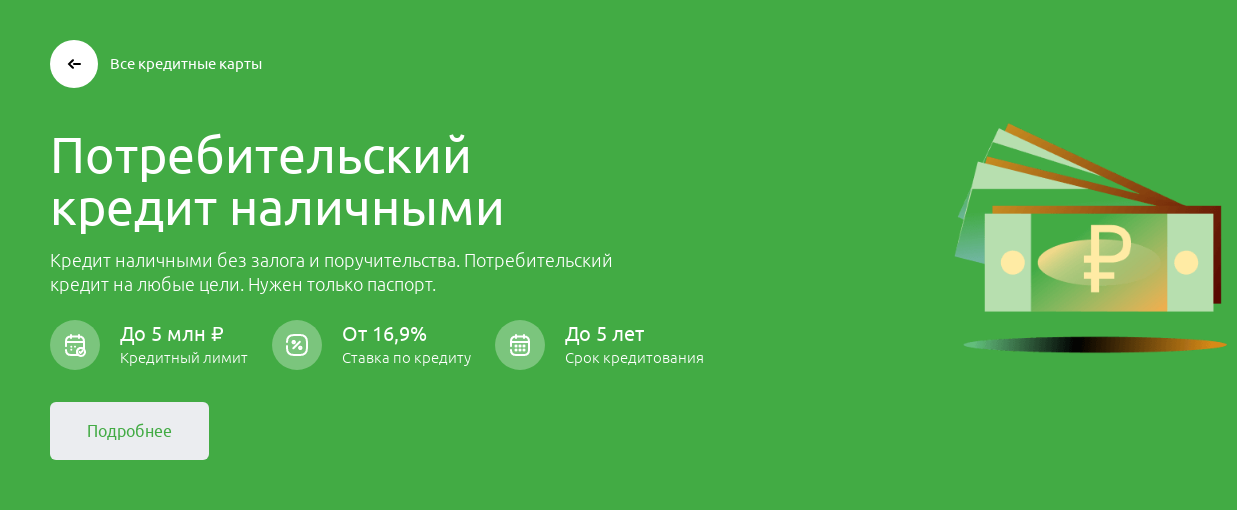 Все кредитные карты
Потребительский
кредит наличными
Кредит наличными без залога и поручительства. Потребительский
кредит на любые цели. Нужен только паспорт.
До 5 млн ₽
Кредитный лимит
От 16,9%
Ставка по кредиту
До 5 лет
Срок кредитования
Подробнее
₽